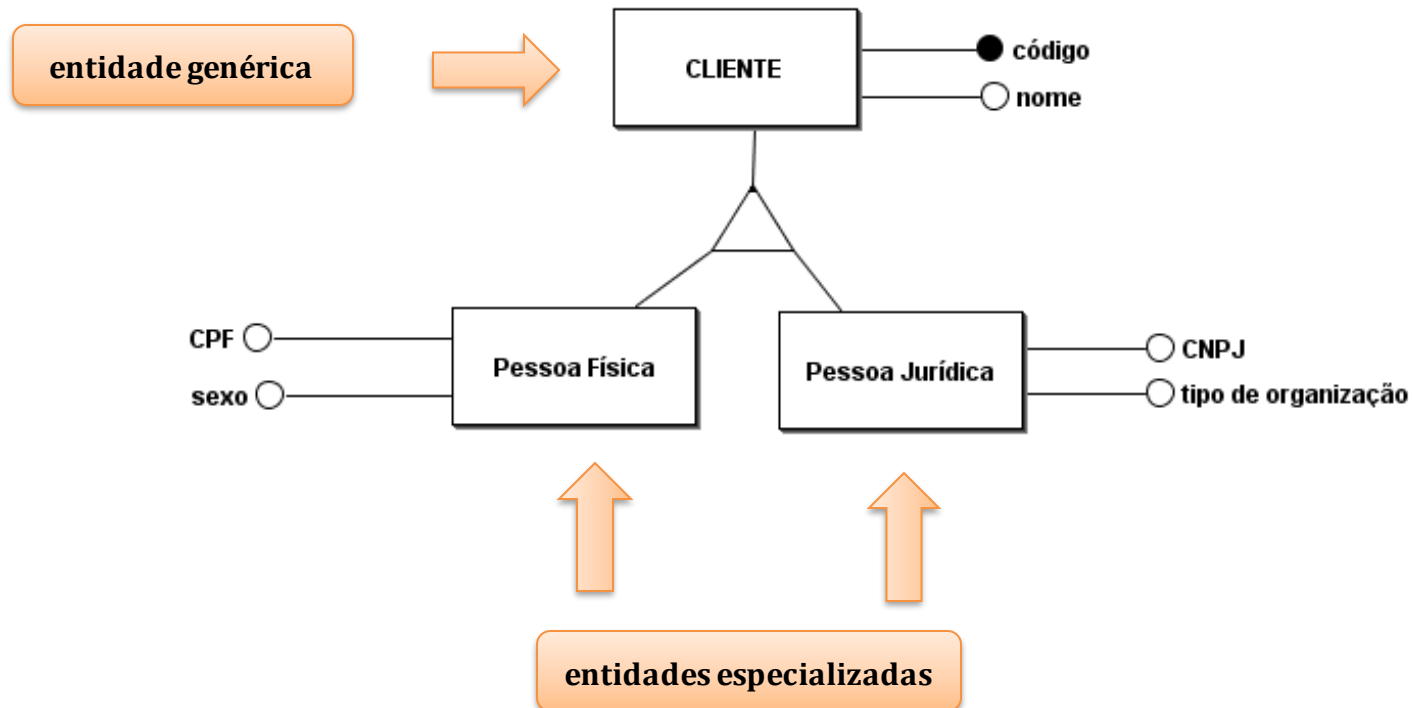 entidade genérica
CLIENTE
código
nome
CPF
sexo
Pessoa Física
Pessoa Jurídica
CNPJ
tipo de organização
entidades especializadas